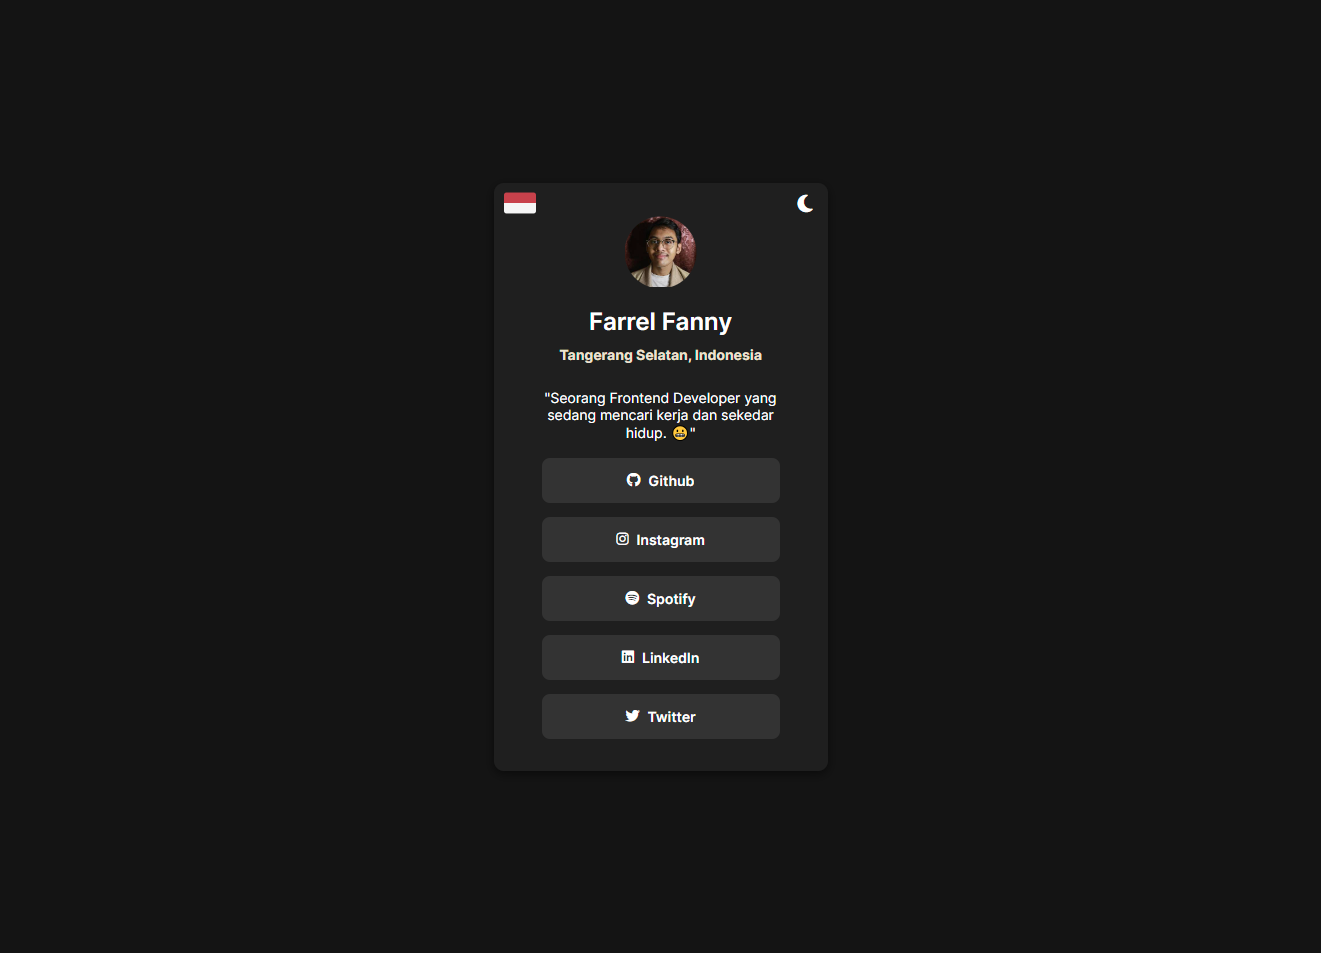 Farrel Fanny
Tangerang Selatan, Indonesia
"Seorang Frontend Developer yang
sedang mencari kerja dan sekedar
hidup. 😀"
Github
Instagram
Spotify
LinkedIn
Twitter